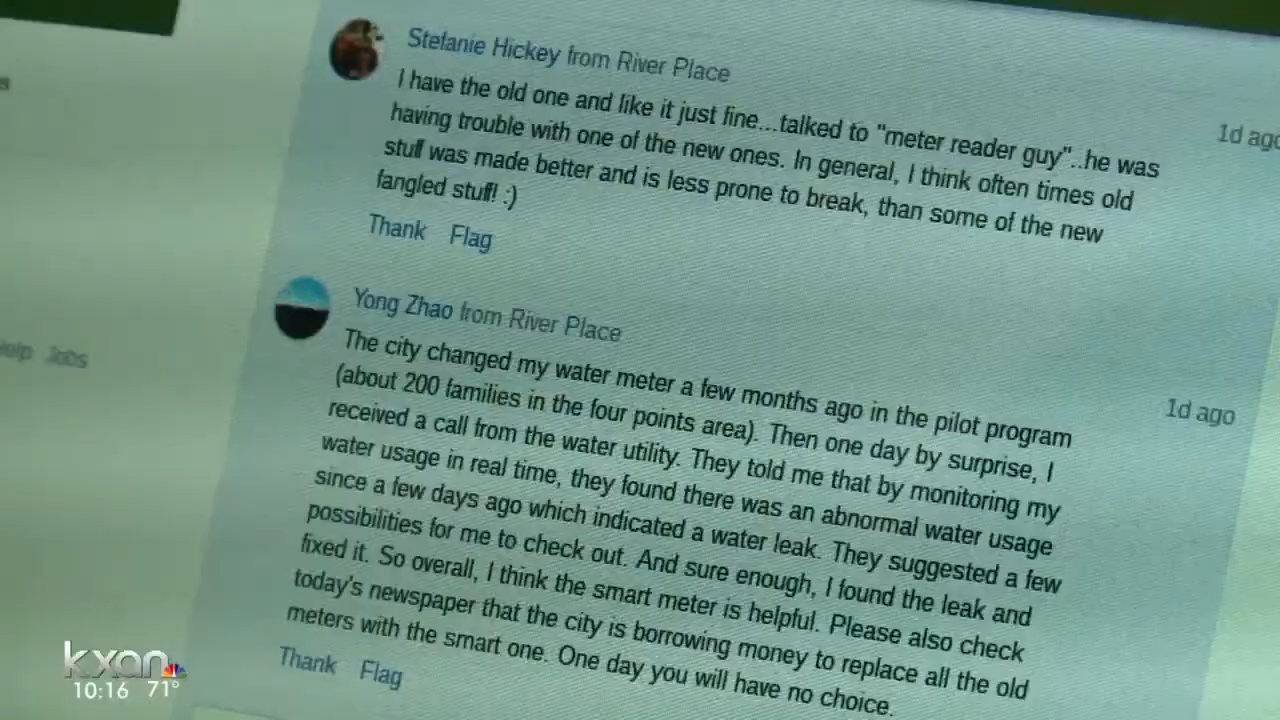 Stefanie Hickey from River Place
I have the old one and like it just fine...talked to "meter reader guy"..he was
having trouble with one of the new ones. In general, I think often times old
stuff was made better and is less prone to break, than some of the new
fangled stuff! :)
1d ago
Thank Flag
Yong Zhao from River Place
The city changed my water meter a few months ago in the pilot program
(about 200 families in the four points area). Then one day by surprise, I
received a call from the water utility. They told me that by monitoring my
water usage in real time, they found there was an abnormal water usage
since a few days ago which indicated a water leak. They suggested a few
possibilities for me to check out. And sure enough, I found the leak and
fixed it. So overall, I think the smart meter is helpful. Please also check
today's newspaper that the city is borrowing money to replace all the old
meters with the smart one. One day you will have no choice.
1d ago
Thank Flag
Help Jobs
kxan
10:16 71°